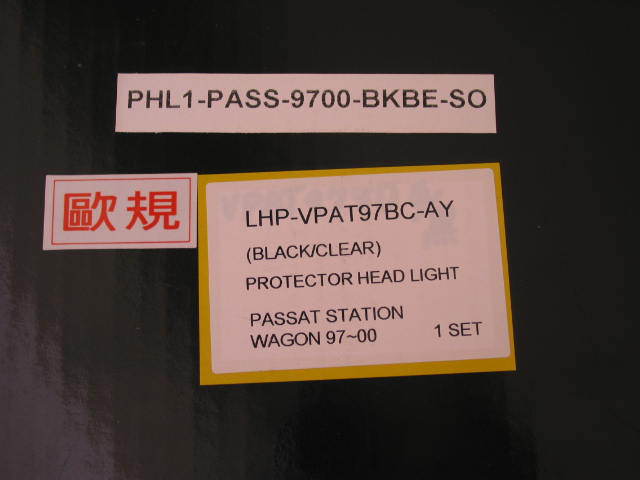 PHL1-PASS-9700-BKBE-SO
歐規
LHP-VPAT97BC-AY
(BLACK/CLEAR)
PROTECTOR HEAD LIGHT
PASSAT STATION
WAGON 97~00 1 SET